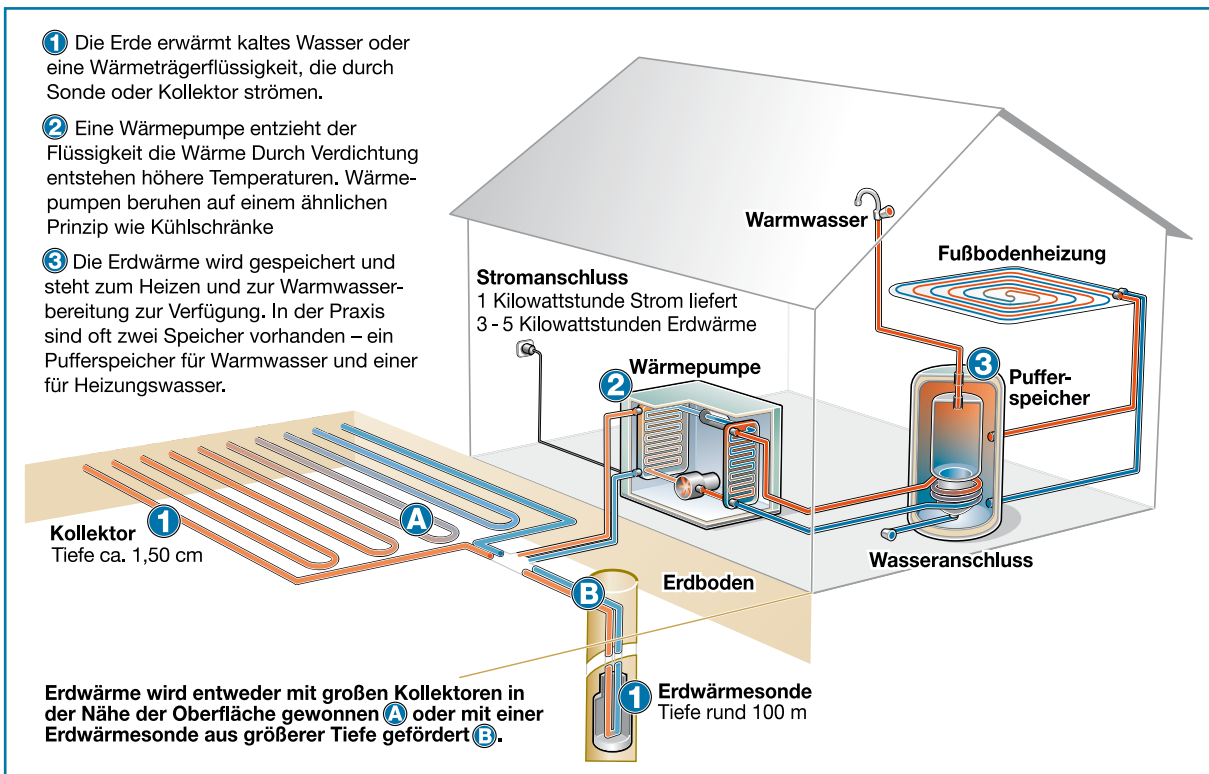 1 Die Erde erwärmt kaltes Wasser oder
eine Wärmeträgerflüssigkeit, die durch
Sonde oder Kollektor strömen.
2 Eine Wärmepumpe entzieht der
Flüssigkeit die Wärme Durch Verdichtung
entstehen höhere Temperaturen. Wärme-
pumpen beruhen auf einem ähnlichen
Prinzip wie Kühlschränke
3 Die Erdwärme wird gespeichert und
steht zum Heizen und zur Warmwasser-
bereitung zur Verfügung. In der Praxis
sind oft zwei Speicher vorhanden – ein
Pufferspeicher für Warmwasser und einer
für Heizungswasser.
Warmwasser
Fußbodenheizung
Stromanschluss
1 Kilowattstunde Strom liefert
3 - 5 Kilowattstunden Erdwärme
Wärmepumpe
2
3
Puffer-
speicher
Wasseranschluss
1
A
Kollektor
Tiefe ca. 1,50 cm
B
Erdboden
1
Erdwärmesonde
Tiefe rund 100 m
Erdwärme wird entweder mit großen Kollektoren in
der Nähe der Oberfläche gewonnen A oder mit einer
Erdwärmesonde aus größerer Tiefe gefördert B.